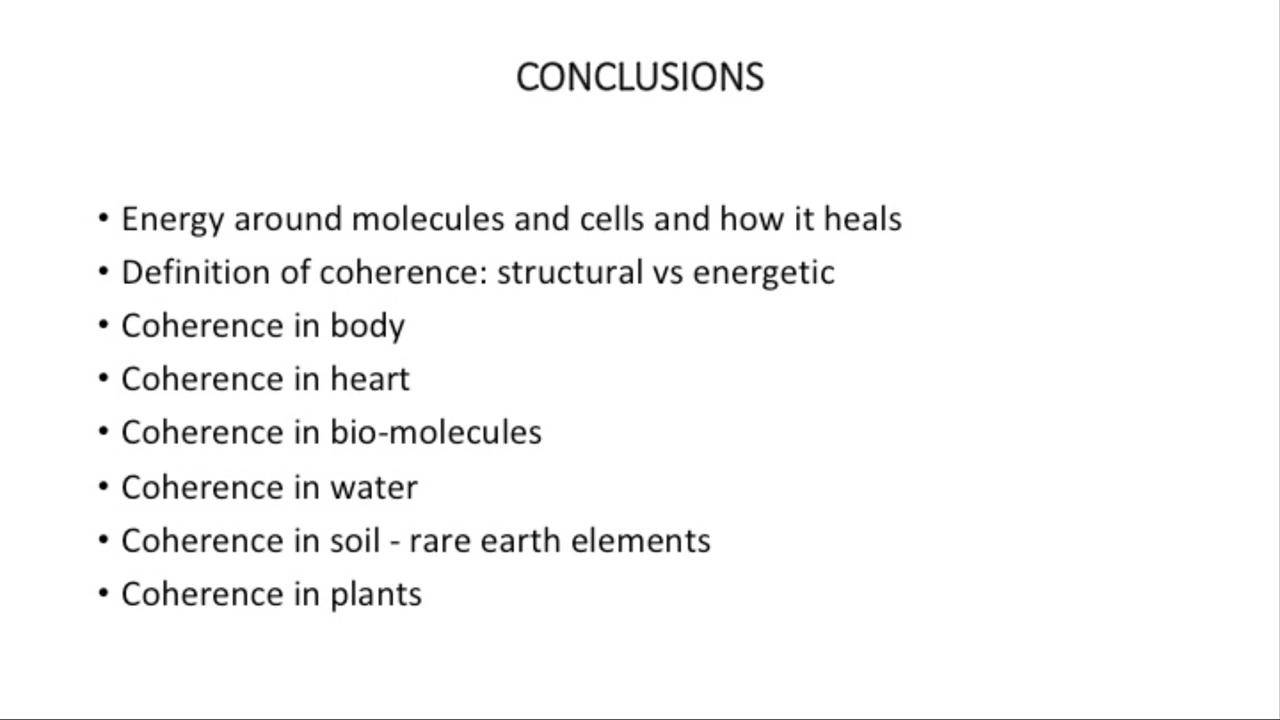 CONCLUSIONS
• Energy around molecules and cells and how it heals
• Definition of coherence: structural vs energetic
• Coherence in body
• Coherence in heart
• Coherence in bio-molecules
• Coherence in water
• Coherence in soil - rare earth elements
• Coherence in plants